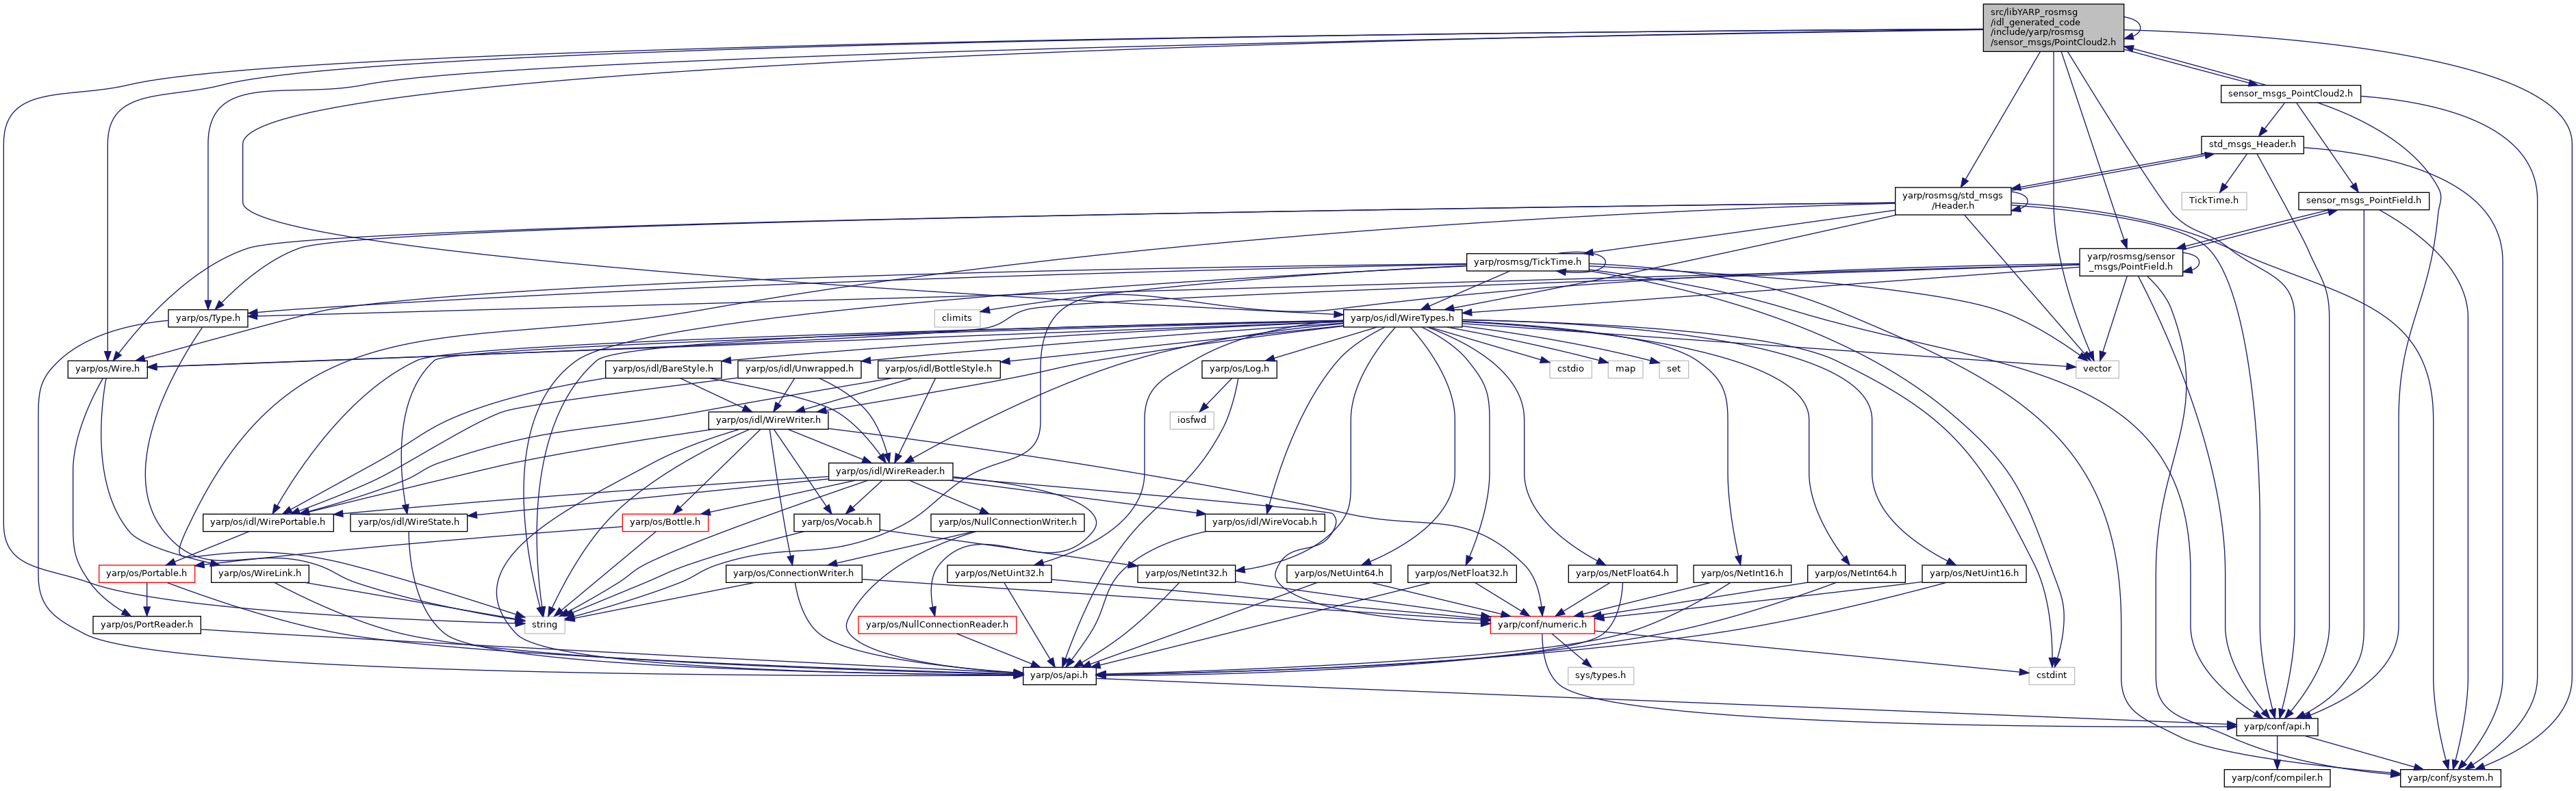 src/libYARP_rosmsg
/idl_generated_code
/include/yarp/rosmsg
/sensor_msgs/PointCloud2.h
sensor_msgs_PointCloud2.h
std_msgs_Header.h
TickTime.h
sensor_msgs_PointField.h
yarp/rosmsg/std_msgs
/Header.h
yarp/rosmsg/TickTime.h
yarp/rosmsg/sensor
_msgs/PointField.h
yarp/os/Type.h
climits
yarp/os/idl/WireTypes.h
yarp/os/Wire.h
yarp/os/idl/BareStyle.h
yarp/os/idl/Unwrapped.h
yarp/os/idl/BottleStyle.h
yarp/os/Log.h
cstdio
map
set
vector
yarp/os/idl/WireWriter.h
iosfwd
yarp/os/idl/WireReader.h
yarp/os/idl/WirePortable.h
yarp/os/idl/WireState.h
yarp/os/Bottle.h
yarp/os/Vocab.h
yarp/os/NullConnectionWriter.h
yarp/os/idl/WireVocab.h
yarp/os/Portable.h
yarp/os/WireLink.h
yarp/os/ConnectionWriter.h
yarp/os/NetUint32.h
yarp/os/NetInt32.h
yarp/os/NetUint64.h
yarp/os/NetFloat32.h
yarp/os/NetFloat64.h
yarp/os/NetInt16.h
yarp/os/NetInt64.h
yarp/os/NetUint16.h
yarp/os/PortReader.h
string
yarp/os/NullConnectionReader.h
yarp/conf/numeric.h
yarp/os/api.h
sys/types.h
cstdint
yarp/conf/api.h
yarp/conf/compiler.h
yarp/conf/system.h